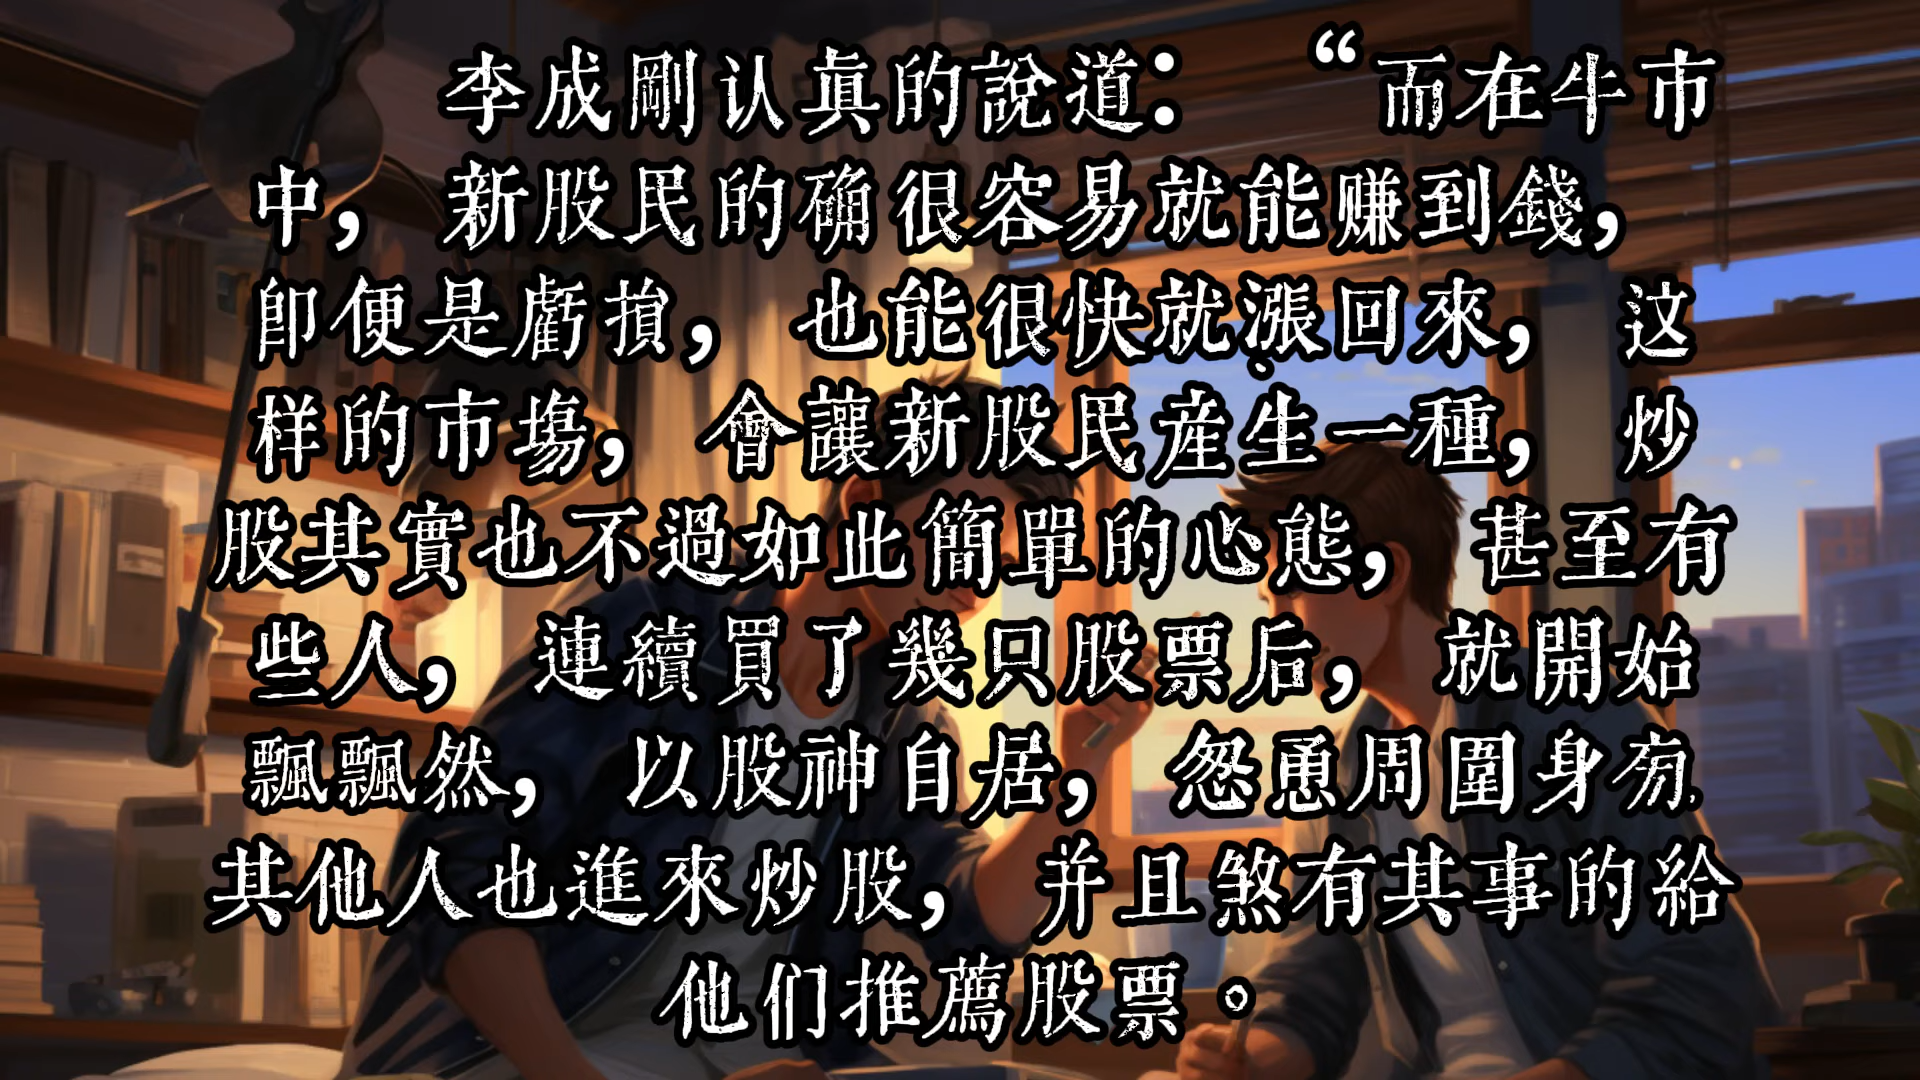 李成剛认真的說道：“而在牛市
中，新股民的确很容易就能赚到錢，
即便是虧損，也能很快就漲回來，这
样的市場，會讓新股民産生一種，炒
股其實也不過如此簡單的心態，甚至有
些人，連續買了幾只股票后，就開始
飄飄然，以股神自居，怨恿周圍身旁
其他人也進來炒股，并且煞有其事的給
他们推薦股票。